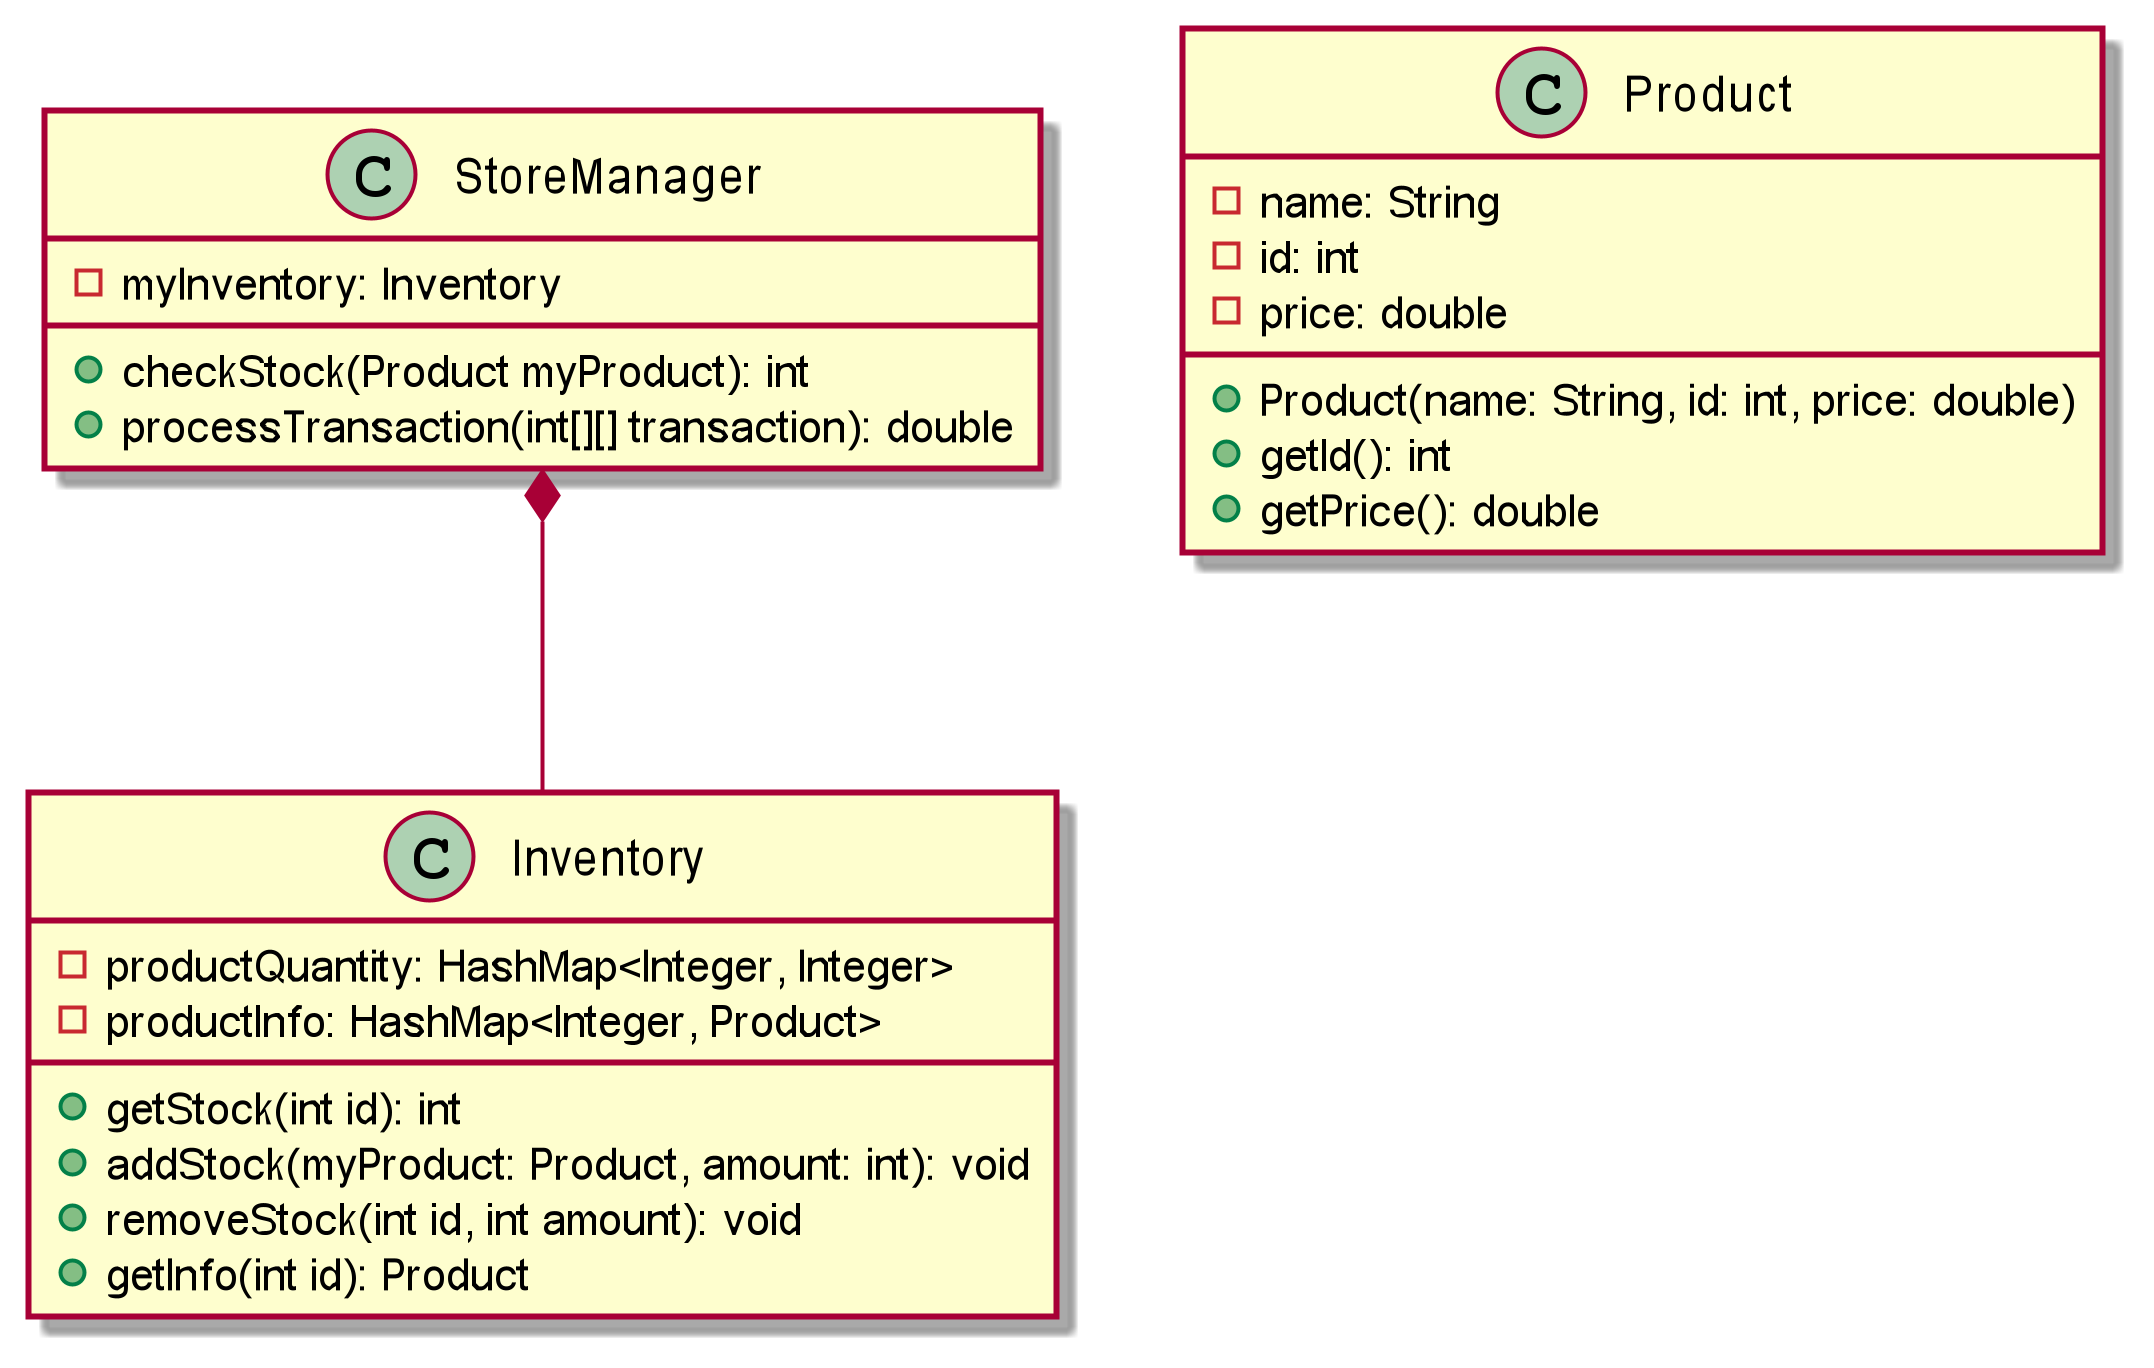 C StoreManager
myInventory: Inventory
checkStock(Product myProduct): int
processTransaction(int[][] transaction): double
C Product
name: String
id: int
price: double
Product(name: String, id: int, price: double)
getId(): int
getPrice(): double
C Inventory
productQuantity: HashMap<Integer, Integer>
productInfo: HashMap<Integer, Product>
getStock(int id): int
addStock(myProduct: Product, amount: int): void
removeStock(int id, int amount): void
getInfo(int id): Product